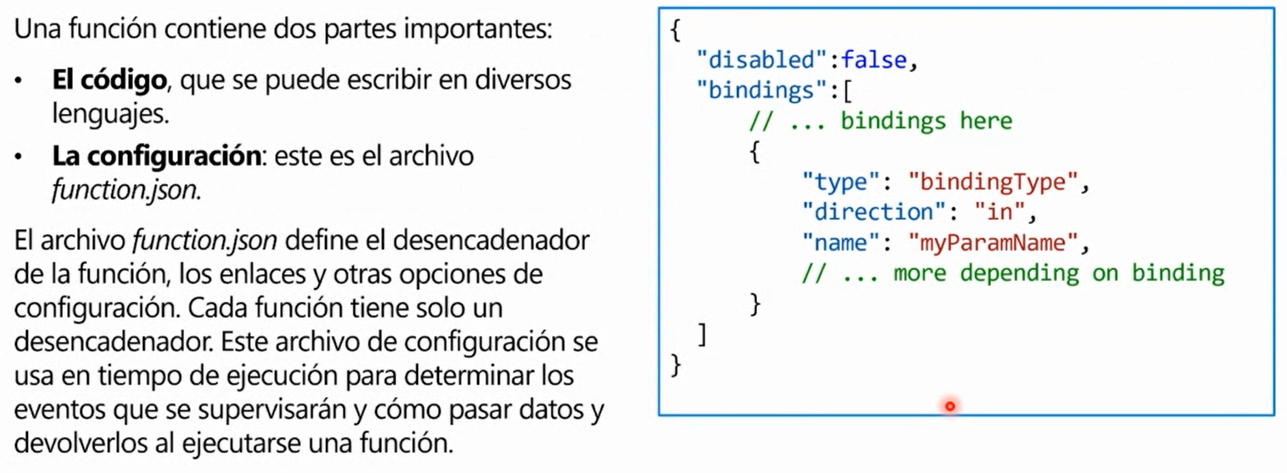 Una función contiene dos partes importantes:
• El código, que se puede escribir en diversos
lenguajes.
• La configuración: este es el archivo
function.json.
El archivo function.json define el desencadenador
de la función, los enlaces y otras opciones de
configuración. Cada función tiene solo un
desencadenador. Este archivo de configuración se
usa en tiempo de ejecución para determinar los
eventos que se supervisarán y cómo pasar datos y
devolverlos al ejecutarse una función.
{
  "disabled":false,
  "bindings":[
      // ... bindings here
      {
          "type": "bindingType",
          "direction": "in",
          "name": "myParamName",
          // ... more depending on binding
      }
  ]
}